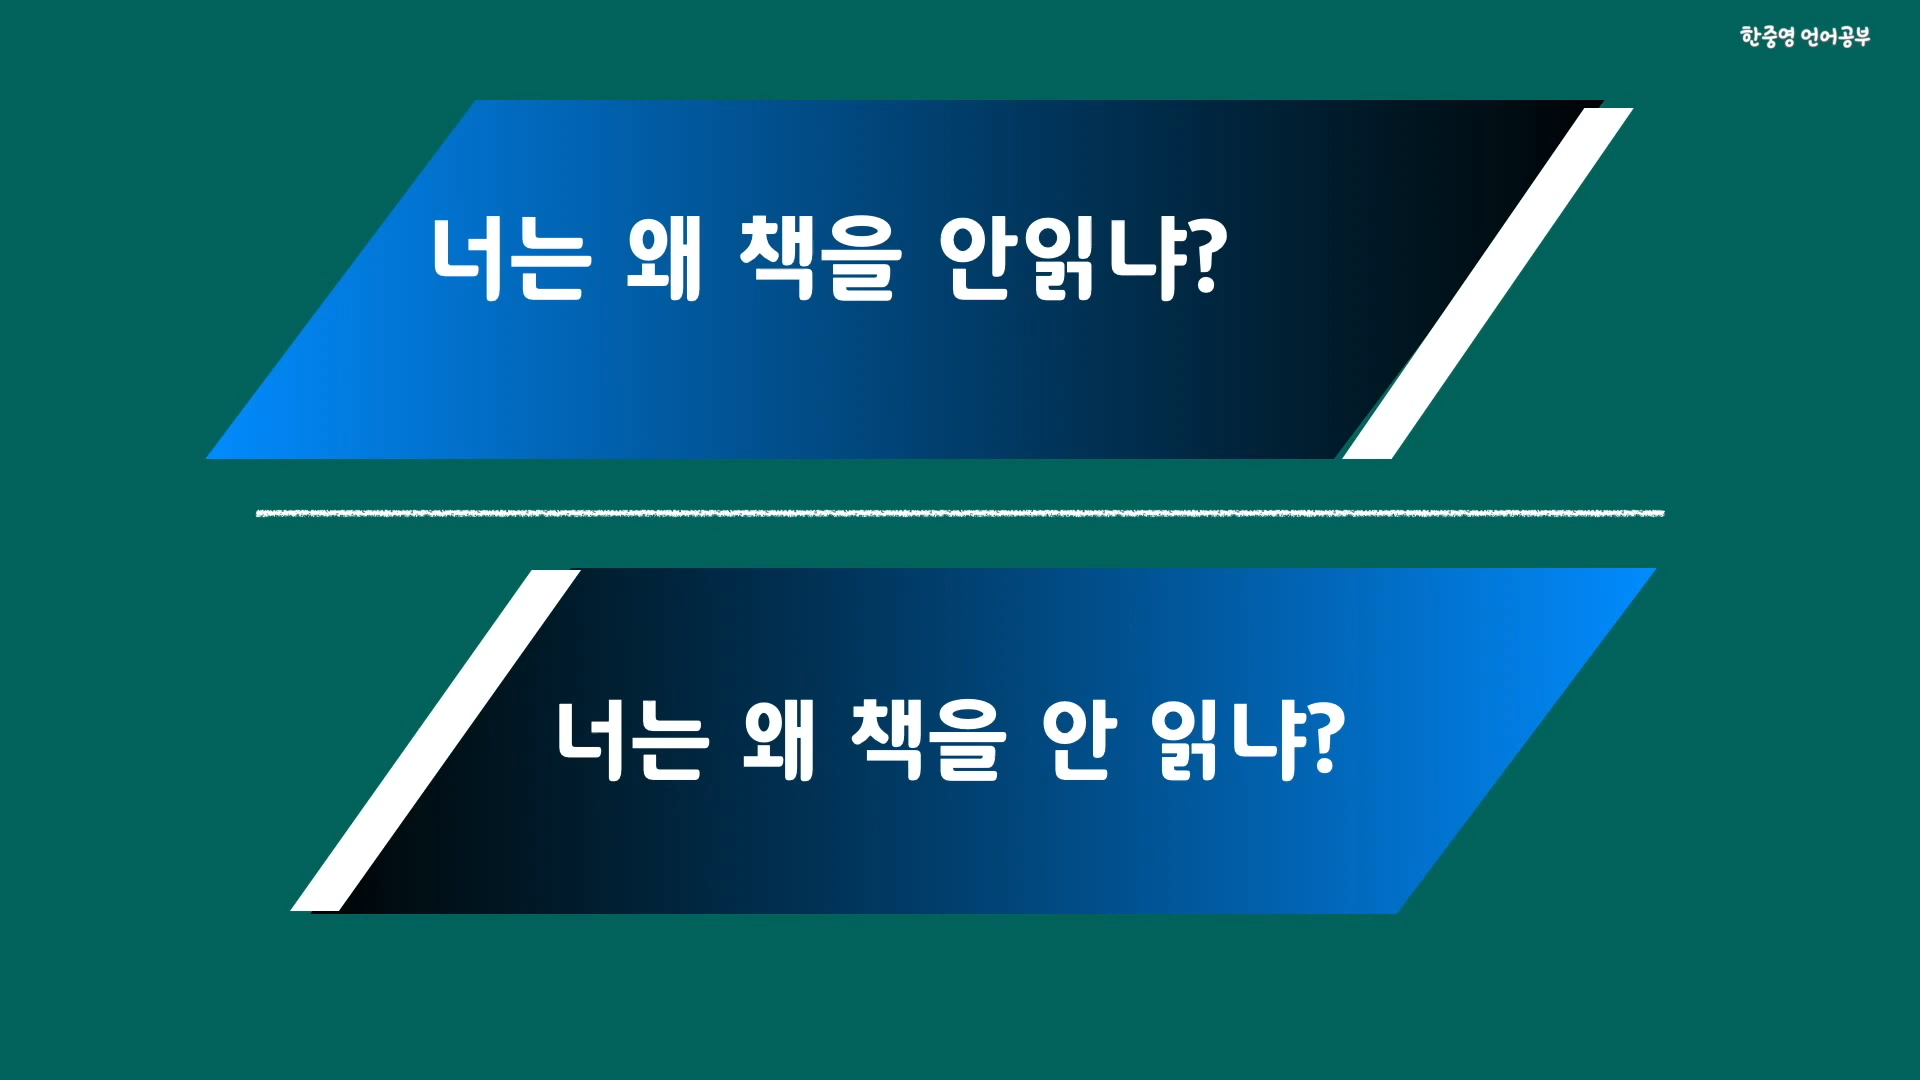 한중영 언어공부
너는 왜 책을 안읽냐?
너는 왜 책을 안 읽냐?